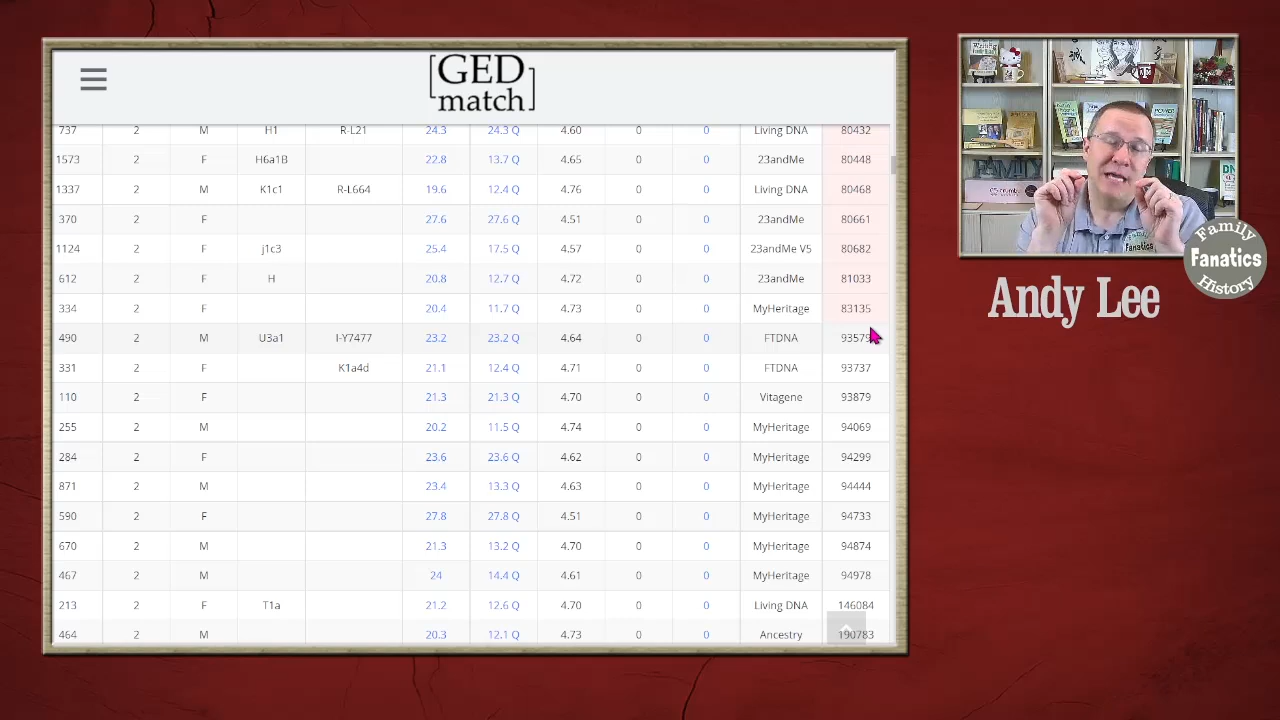 [GED
match]
737 2 M H1 R-L21 24.3 24.3 Q 4.60 0 0 Living DNA 80432
1573 2 F H6a1B 22.8 13.7 Q 4.65 0 0 23andMe 80448
1337 2 M K1c1 R-L664 19.6 12.4 Q 4.76 0 0 Living DNA 80468
370 2 F 27.6 27.6 Q 4.51 0 0 23andMe 80661
1124 2 F j1c3 25.4 17.5 Q 4.57 0 0 23andMe V5 80682
612 2 F H 20.8 12.7 Q 4.72 0 0 23andMe 81033
334 2 F 20.4 11.7 Q 4.73 0 0 MyHeritage 83135
490 2 M U3a1 I-Y7477 23.2 23.2 Q 4.64 0 0 FTDNA 93579
331 2 F K1a4d 21.1 12.4 Q 4.71 0 0 FTDNA 93737
110 2 F 21.3 21.3 Q 4.70 0 0 Vitagene 93879
255 2 M 20.2 11.5 Q 4.74 0 0 MyHeritage 94069
284 2 F 23.6 23.6 Q 4.62 0 0 MyHeritage 94299
871 2 M 23.4 13.3 Q 4.63 0 0 MyHeritage 94444
590 2 F 27.8 27.8 Q 4.51 0 0 MyHeritage 94733
670 2 M 21.3 13.2 Q 4.70 0 0 MyHeritage 94874
467 2 M 24 14.4 Q 4.61 0 0 MyHeritage 94978
213 2 F T1a 21.2 12.6 Q 4.70 0 0 Living DNA 146084
464 2 M 20.3 12.1 Q 4.73 0 0 Ancestry 190783
FAMILY
crumb
POWER
Family
Fanatics
Family
Fanatics
History
Andy Lee